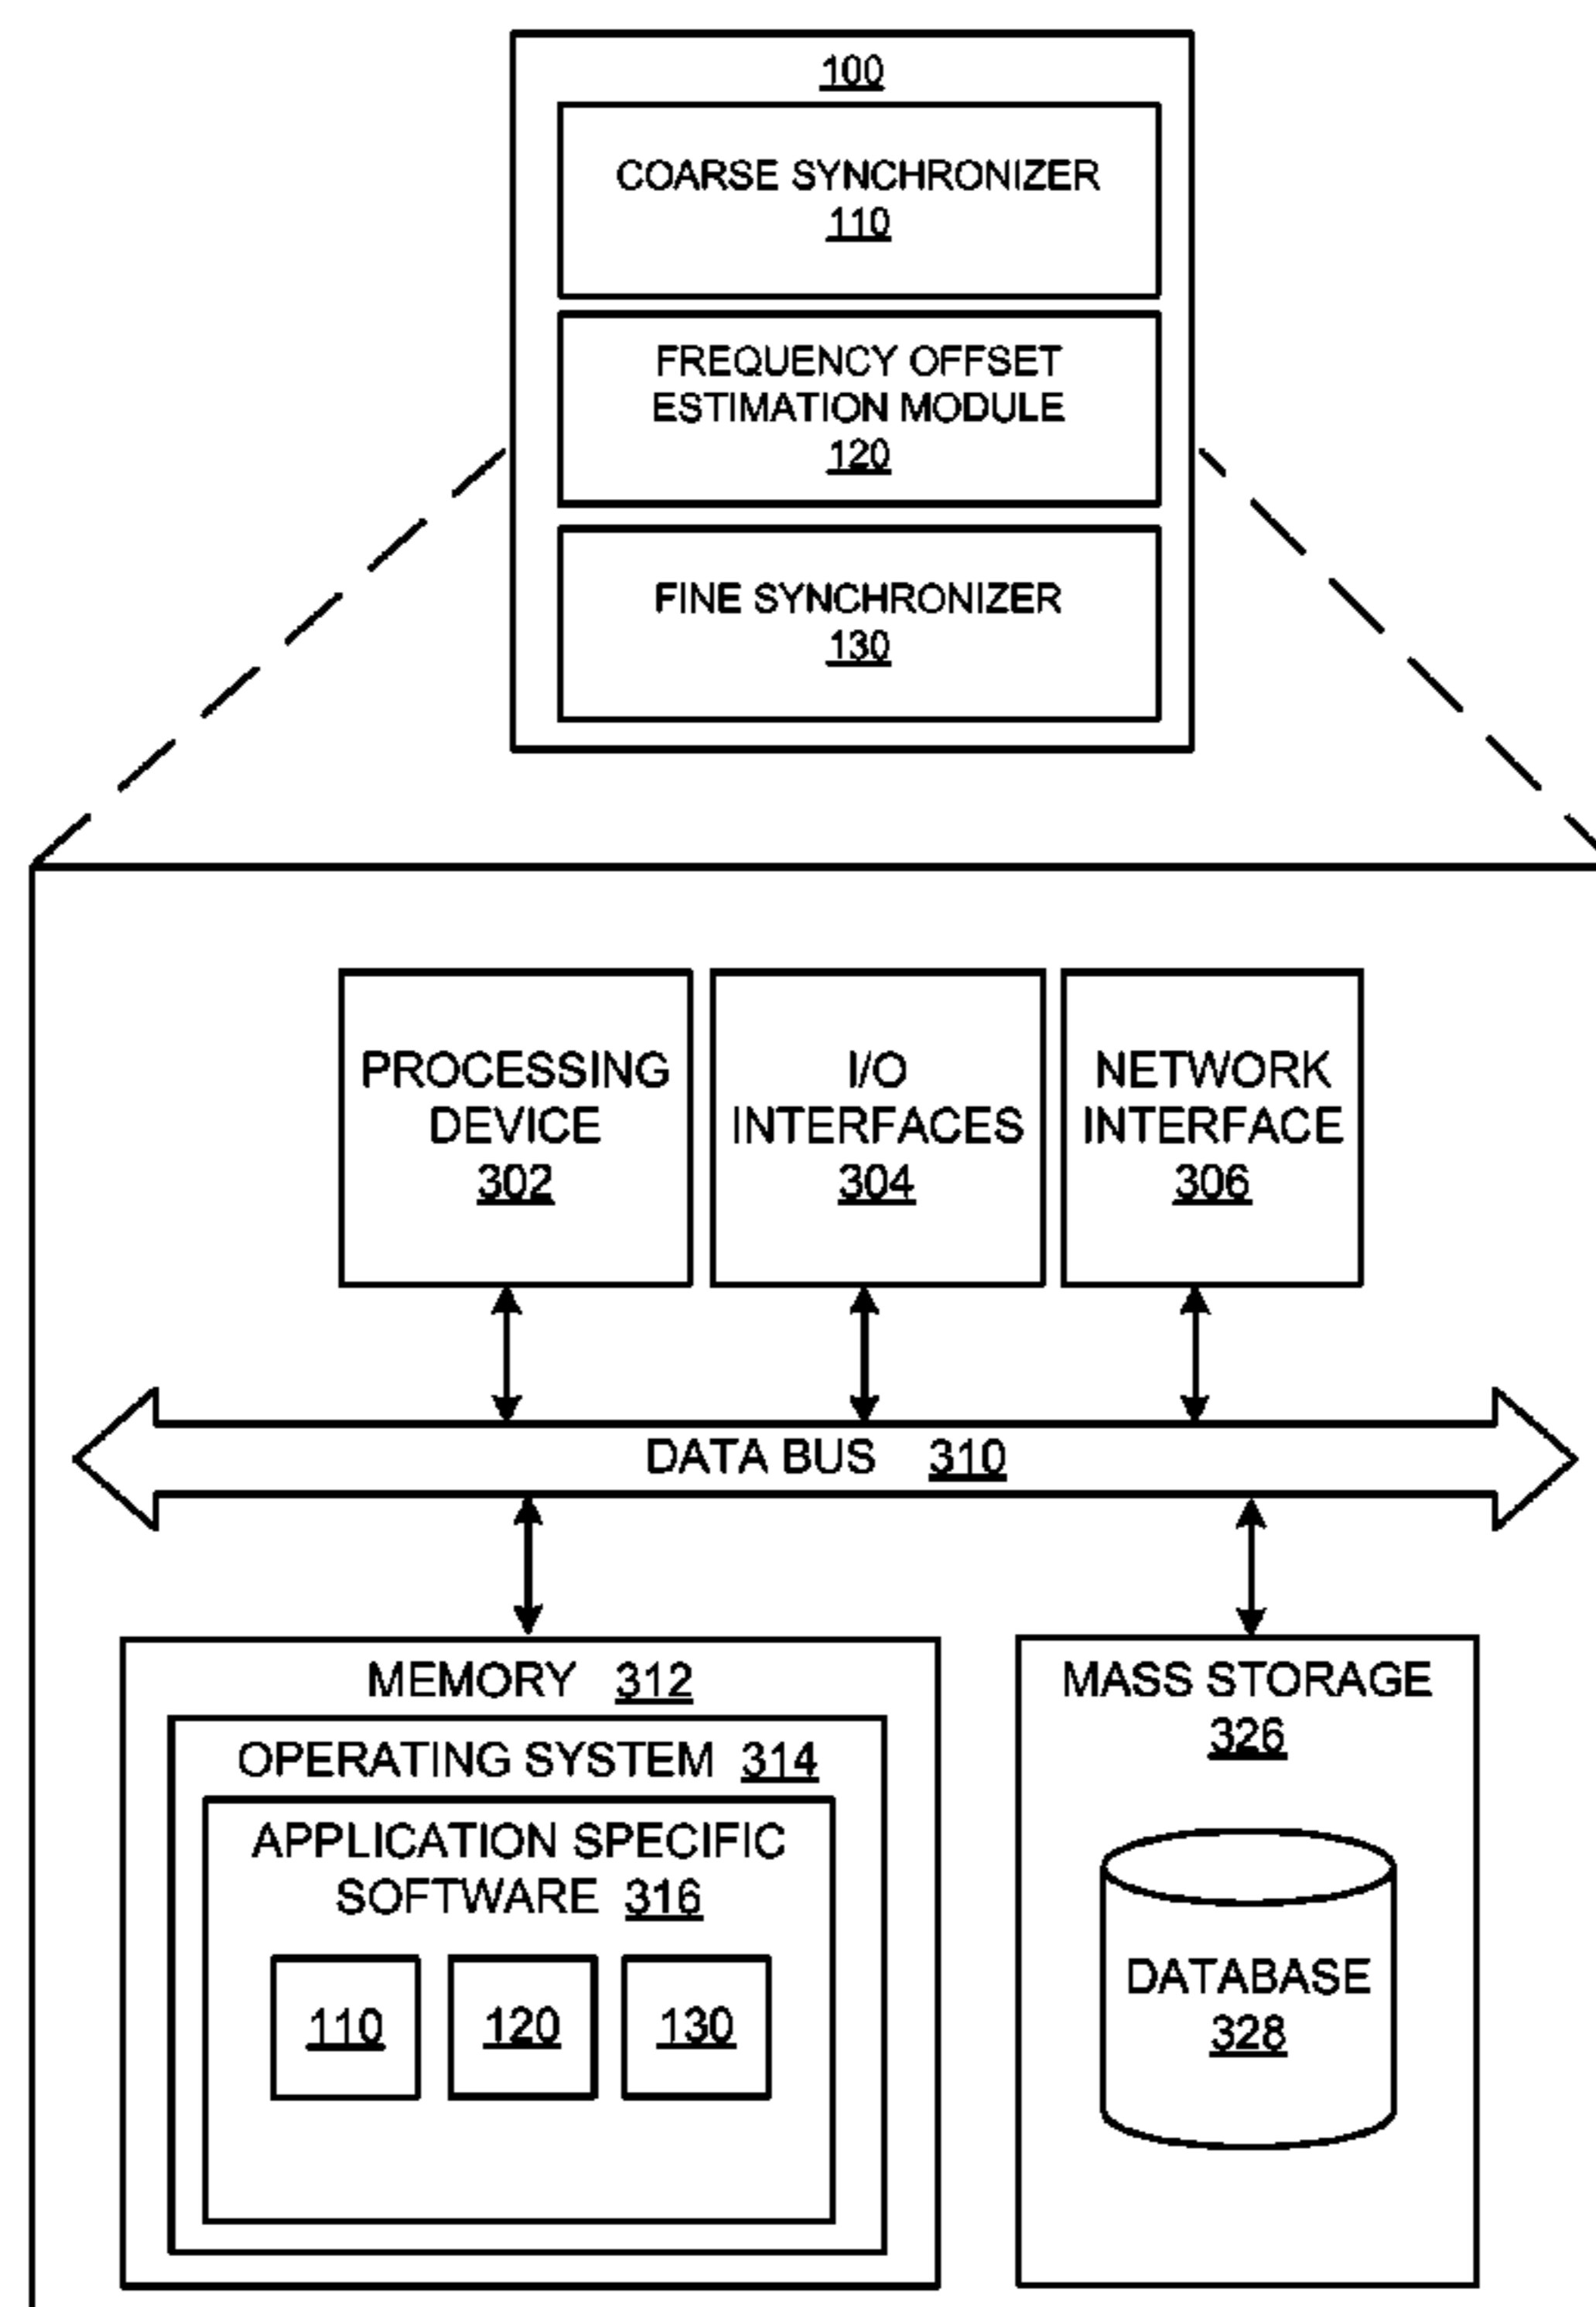 100
COARSE SYNCHRONIZER
110
FREQUENCY OFFSET
ESTIMATION MODULE
120
FINE SYNCHRONIZER
130
PROCESSING
DEVICE
302
I/O
INTERFACES
304
NETWORK
INTERFACE
306
DATA BUS 310
MEMORY 312
OPERATING SYSTEM 314
APPLICATION SPECIFIC
SOFTWARE 316
110
120
130
MASS STORAGE
326
DATABASE
328